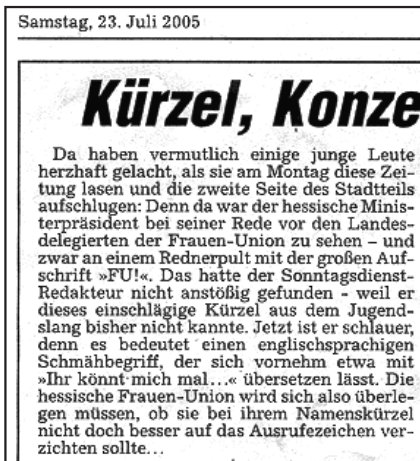 Samstag, 23. Juli 2005
Kürzel, Konze
Da haben vermutlich einige junge Leute
herzhaft gelacht, als sie am Montag diese Zei-
tung lasen und die zweite Seite des Stadtteils
aufschlugen: Denn da war der hessische Minis-
terpräsident bei seiner Rede vor den Landes-
delegierten der Frauen-Union zu sehen – und
zwar an einem Rednerpult mit der großen Auf-
schrift »FU!«. Das hatte der Sonntagsdienst-
Redakteur nicht anstößig gefunden - weil er
dieses einschlägige Kürzel aus dem Jugend-
slang bisher nicht kannte. Jetzt ist er schlauer,
denn es bedeutet einen englischsprachigen
Schmähbegriff, der sich vornehm etwa mit
»Ihr könnt mich mal...« übersetzen lässt. Die
hessische Frauen-Union wird sich also überle-
gen müssen, ob sie bei ihrem Namenskürzel
nicht doch besser auf das Ausrufezeichen ver-
zichten sollte...